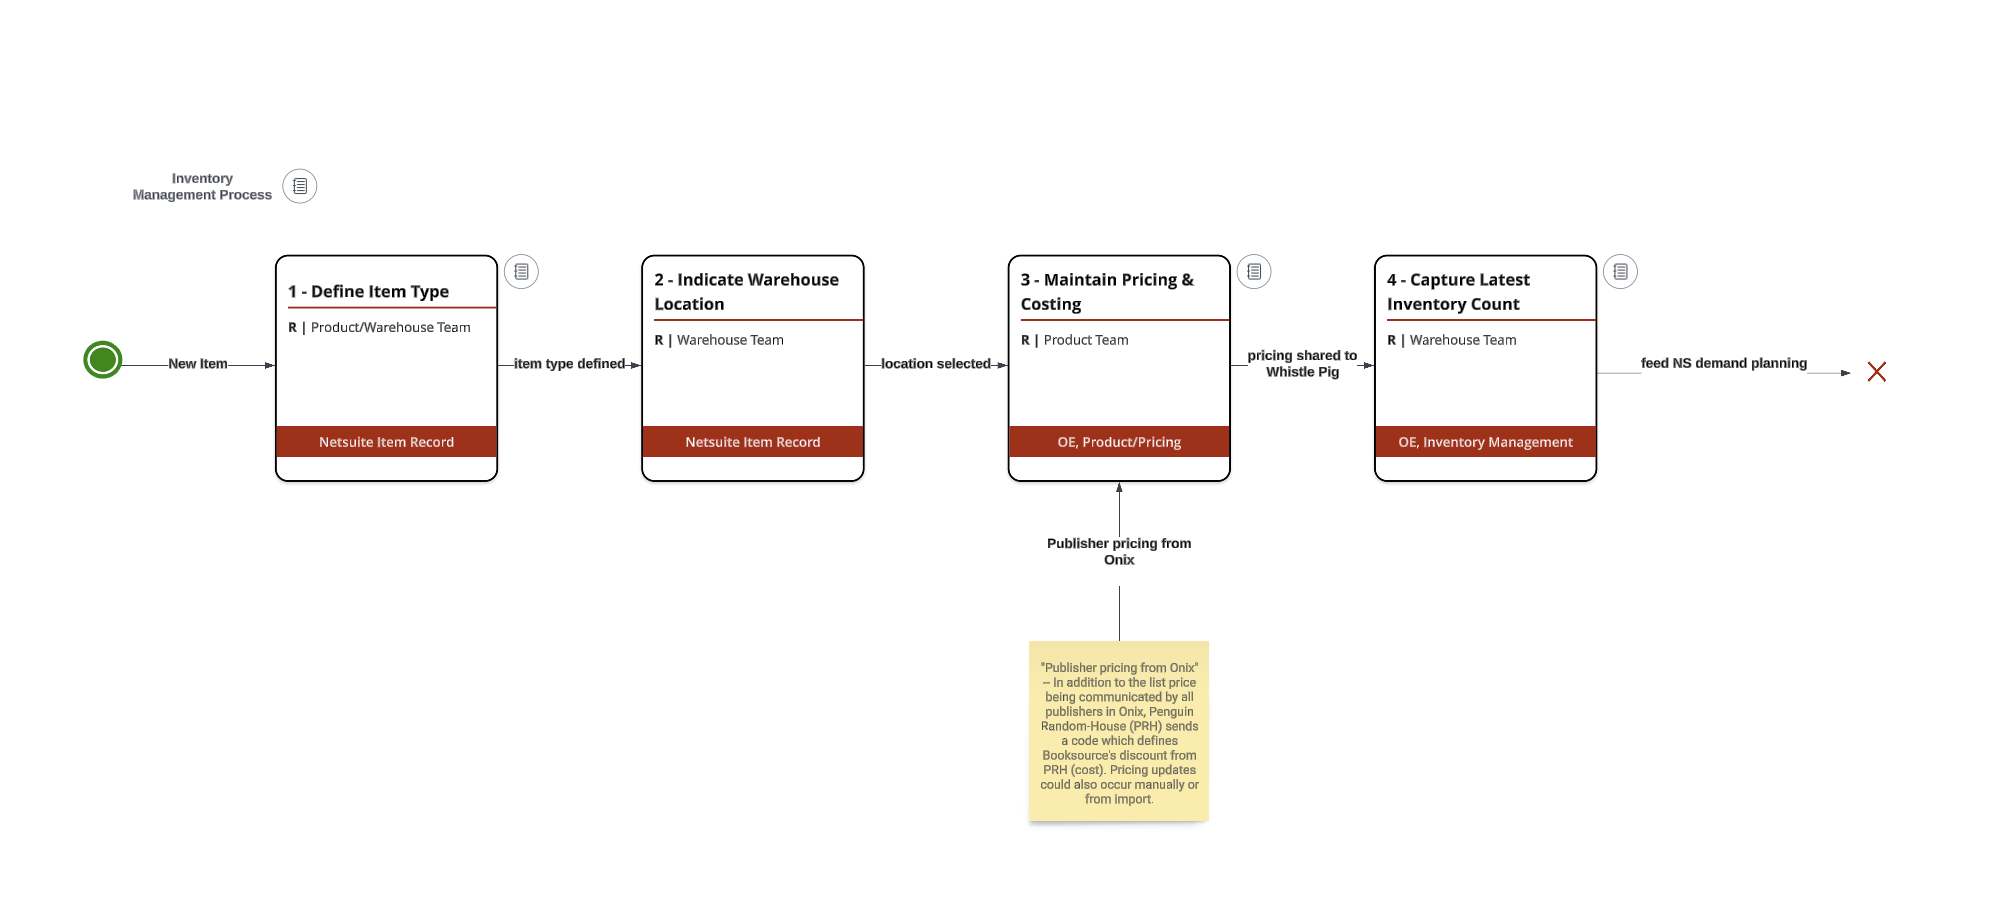 Inventory
Management Process
1 - Define Item Type
R | Product/Warehouse Team
Netsuite Item Record
2 - Indicate Warehouse
Location
R | Warehouse Team
Netsuite Item Record
3 - Maintain Pricing &
Costing
R | Product Team
OE, Product/Pricing
4 - Capture Latest
Inventory Count
R | Warehouse Team
OE, Inventory Management
New Item
item type defined
location selected
pricing shared to
Whistle Pig
feed NS demand planning
Publisher pricing from
Onix
"Publisher pricing from Onix"
-- In addition to the list price
being communicated by all
publishers in Onix, Penguin
Random-House (PRH) sends
a code which defines
Booksource's discount from
PRH (cost). Pricing updates
could also occur manually or
from import.